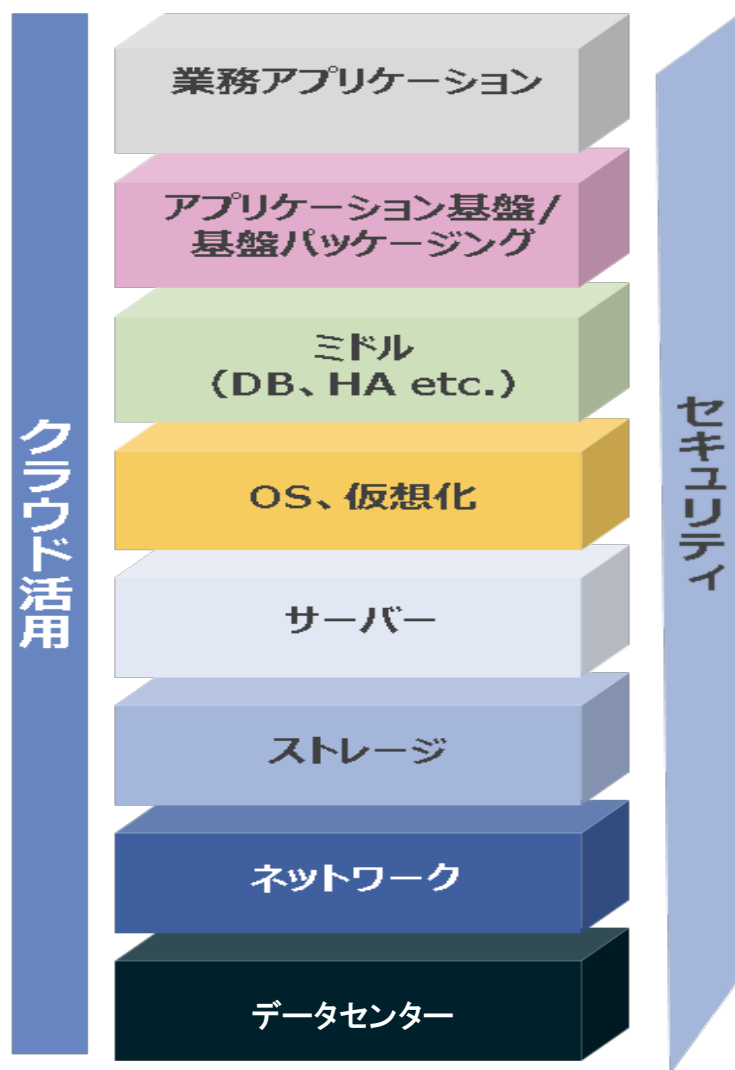 クラウド活用
業務アプリケーション
アプリケーション基盤/
基盤パッケージング
ミドル
(DB、HA etc.)
OS、仮想化
サーバー
ストレージ
ネットワーク
データセンター
セキュリティ